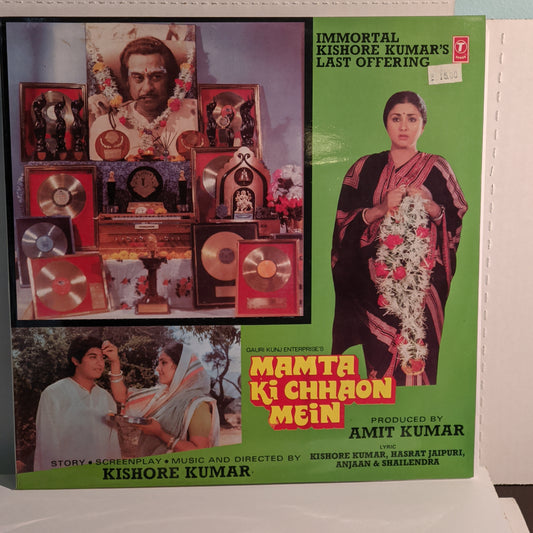 IMMORTAL
KISHORE KUMAR'S
LAST OFFERING
T
GAURI KUNJ ENTERPRISE'S
MAMTA
KI CHHAON
MEIN
PRODUCED BY
AMIT KUMAR
LYRIC
KISHORE KUMAR, HASRAT JAIPURI,
ANJAAN & SHAILENDRA
STORY • SCREENPLAY • MUSIC AND DIRECTED BY
KISHORE KUMAR